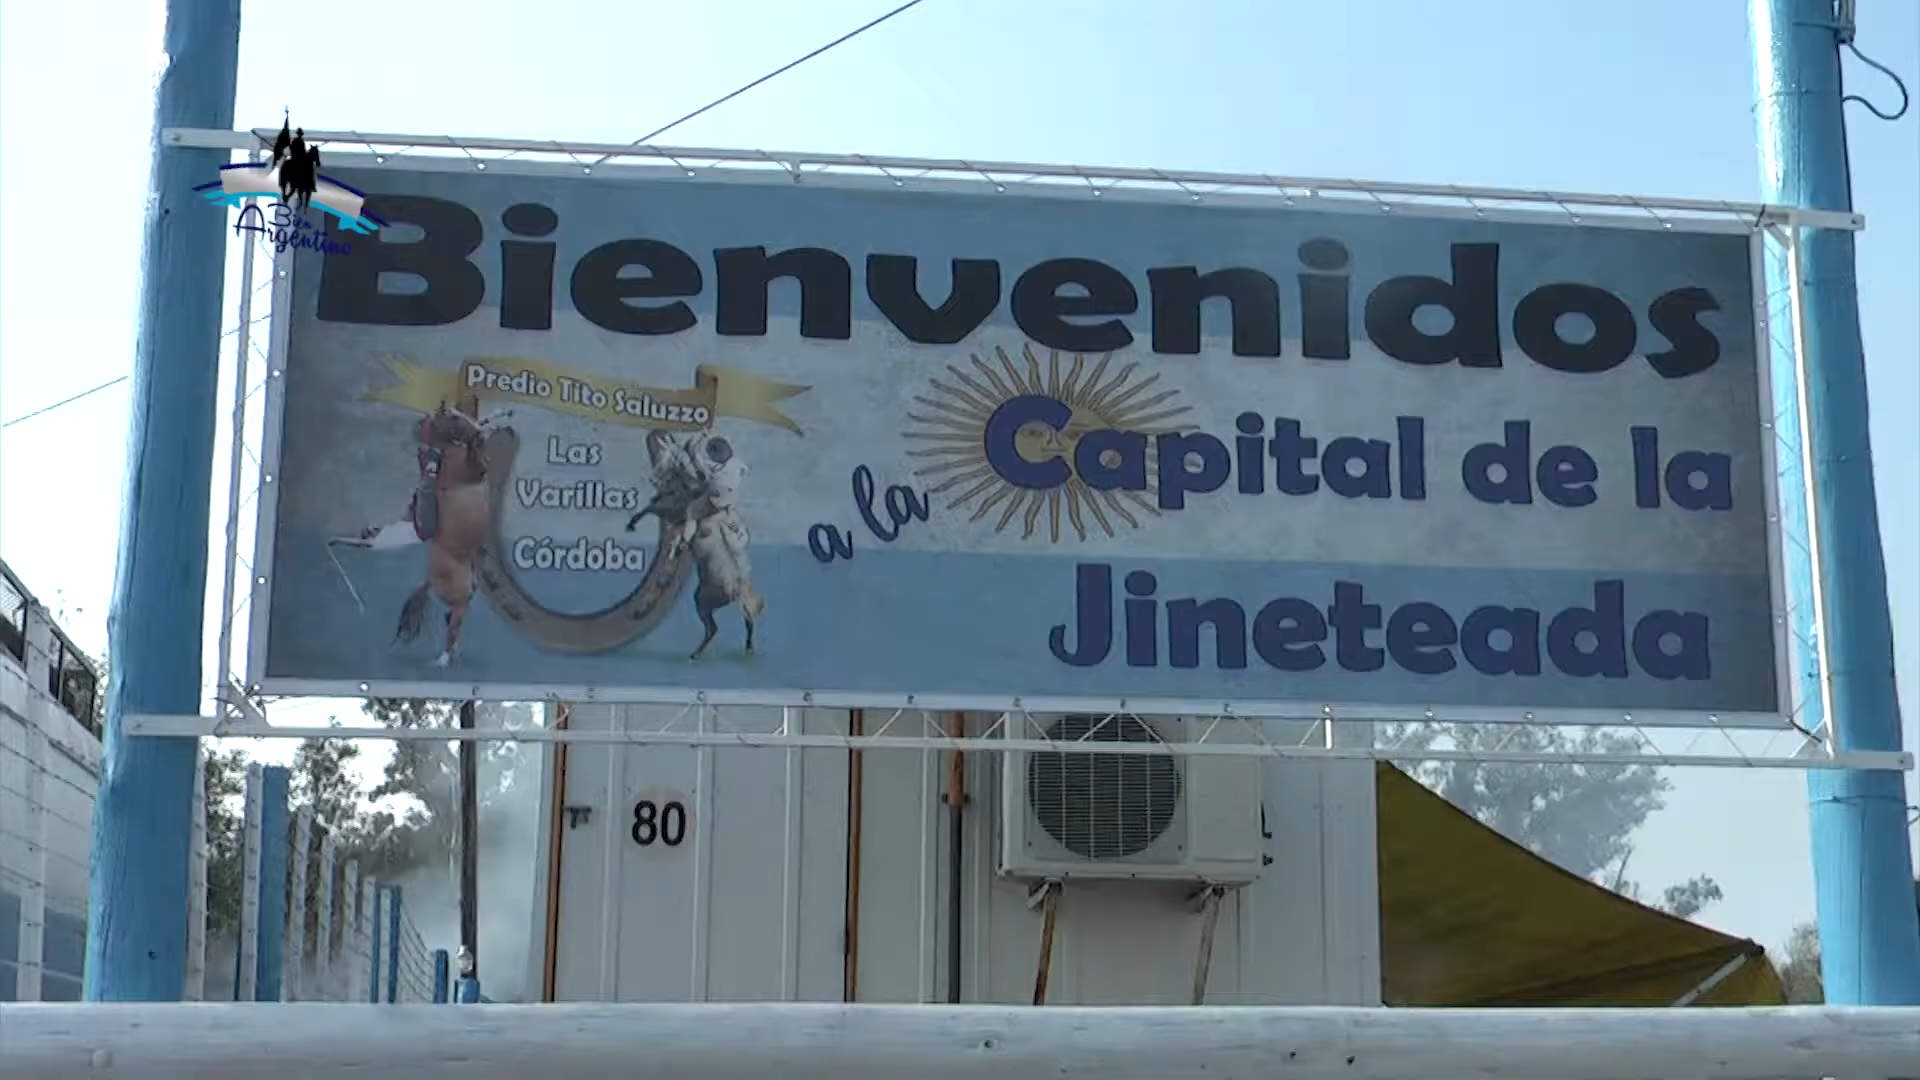 Bien
Argentino
Bienvenidos
Predio Tito Saluzzo
Las
Varillas
Córdoba
a la
Capital de la
Jineteada
80